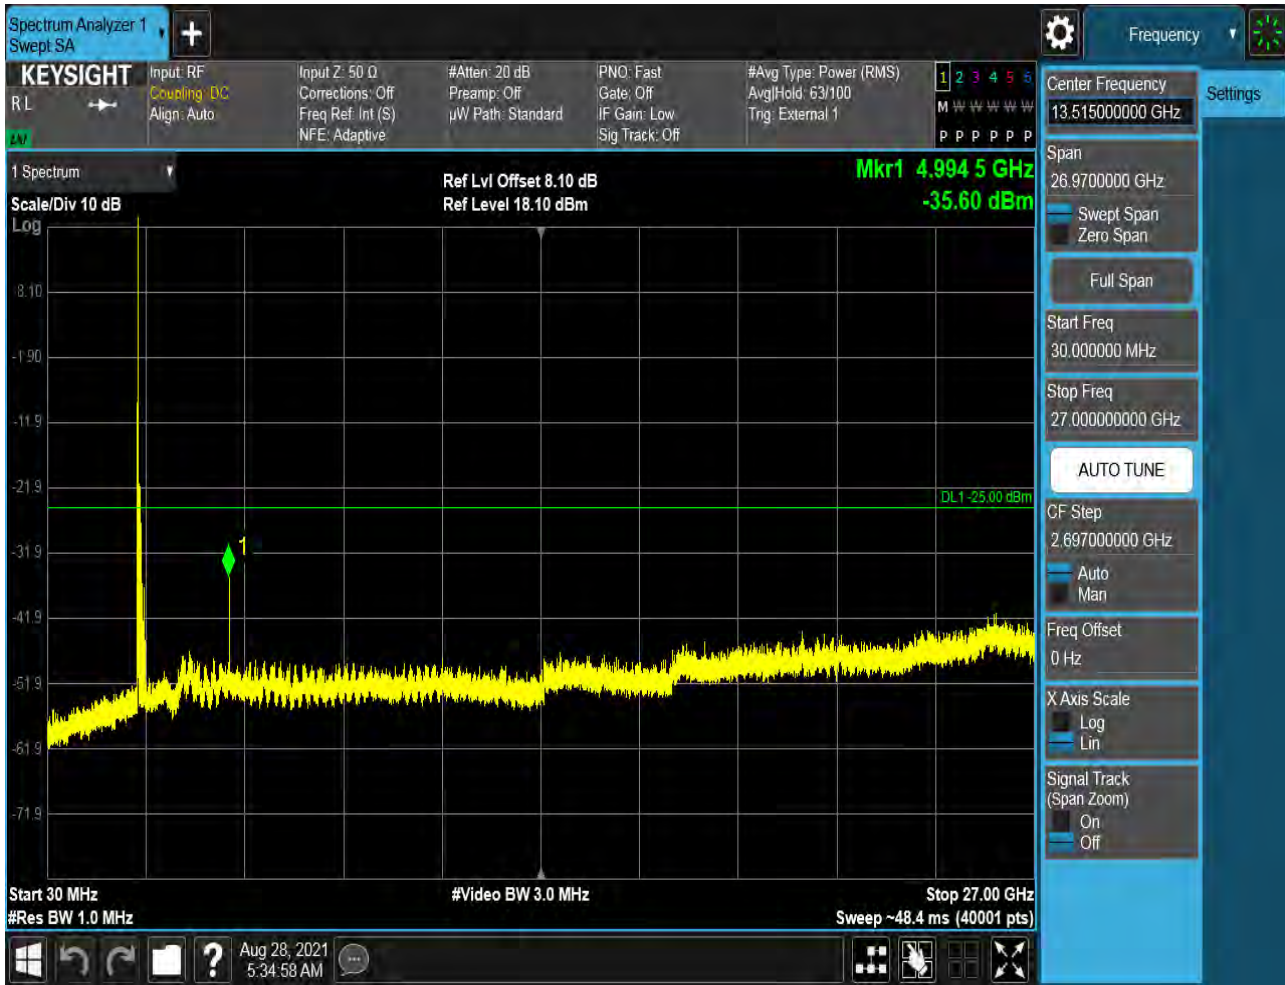 Spectrum Analyzer 1
Swept SA
Frequency
KEYSIGHT
R L
Input: RF
Coupling: DC
Align: Auto
Input Z: 50 Ω
Corrections: Off
Freq Ref: Int (S)
NFE: Adaptive
#Atten: 20 dB
Preamp: Off
µW Path: Standard
PNO: Fast
Gate: Off
IF Gain: Low
Sig Track: Off
#Avg Type: Power (RMS)
Avg|Hold: 63/100
Trig: External 1
1 2 3 4 5 6
M W W W W W
P P P P P P
1 Spectrum
Scale/Div 10 dB
Log
Ref Lvl Offset 8.10 dB
Ref Level 18.10 dBm
Mkr1 4.994 5 GHz
-35.60 dBm
8.10
-1.90
-11.9
-21.9
DL1 -25.00 dBm
-31.9
1
-41.9
-51.9
-61.9
-71.9
Start 30 MHz
#Video BW 3.0 MHz
Stop 27.00 GHz
#Res BW 1.0 MHz
Sweep ~48.4 ms (40001 pts)
Center Frequency
13.515000000 GHz
Settings
Span
26.9700000 GHz
Swept Span
Zero Span
Full Span
Start Freq
30.000000 MHz
Stop Freq
27.000000000 GHz
AUTO TUNE
CF Step
2.697000000 GHz
Auto
Man
Freq Offset
0 Hz
X Axis Scale
Log
Lin
Signal Track
(Span Zoom)
On
Off
?
Aug 28, 2021
5:34:58 AM